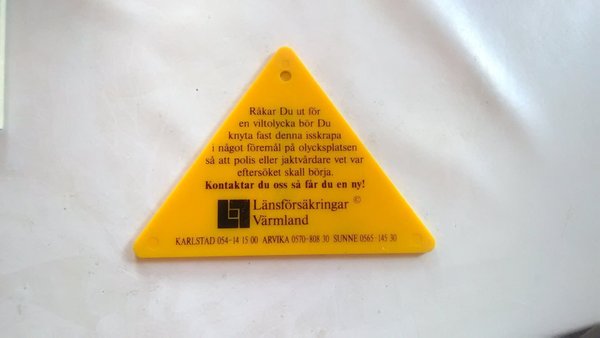 Råkar Du ut för
en viltolycka bör Du
knyta fast denna isskrapa
i något föremål på olycksplatsen
så att polis eller jaktvårdare vet var
eftersöket skall börja.
Kontaktar du oss så får du en ny!
Länsförsäkringar ©
Värmland
KARLSTAD 054-14 15 00 ARVIKA 0570-808 30 SUNNE 0565-145 30